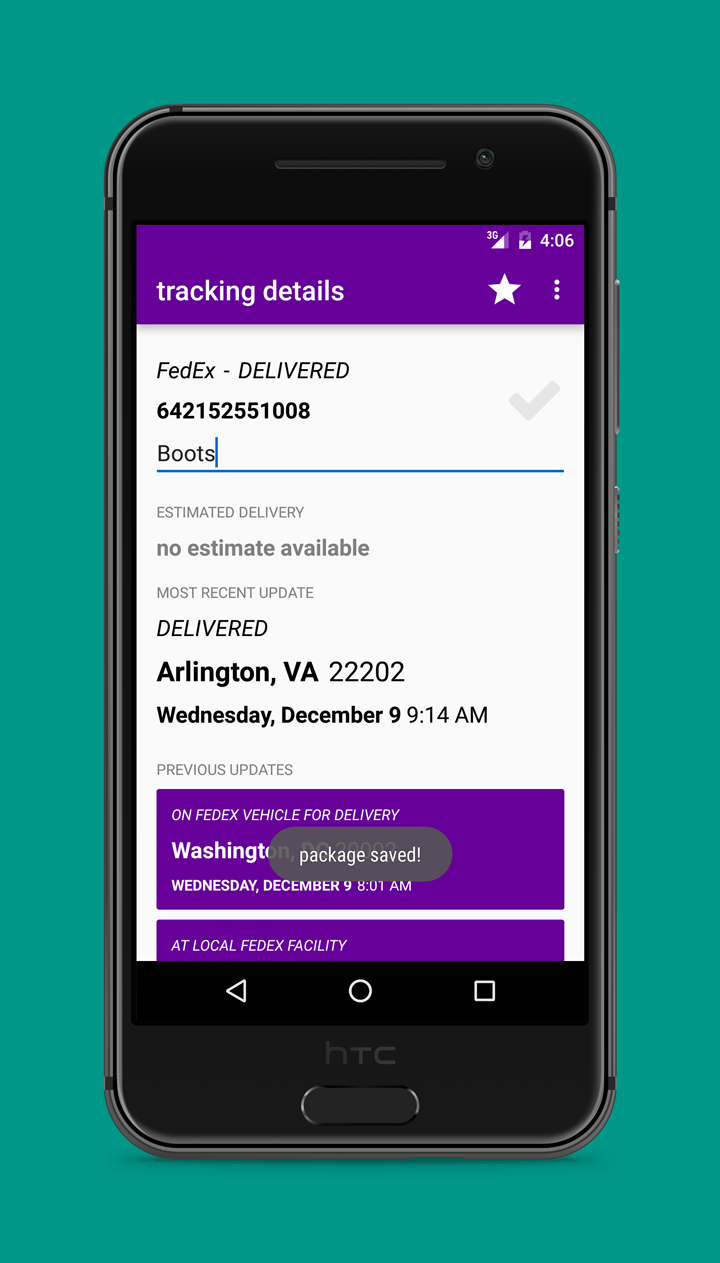 3G 4:06
tracking details
FedEx - DELIVERED
642152551008
Boots
ESTIMATED DELIVERY
no estimate available
MOST RECENT UPDATE
DELIVERED
Arlington, VA 22202
Wednesday, December 9 9:14 AM
PREVIOUS UPDATES
ON FEDEX VEHICLE FOR DELIVERY
Washington, DC
package saved!
WEDNESDAY, DECEMBER 9 8:01 AM
AT LOCAL FEDEX FACILITY
hTC